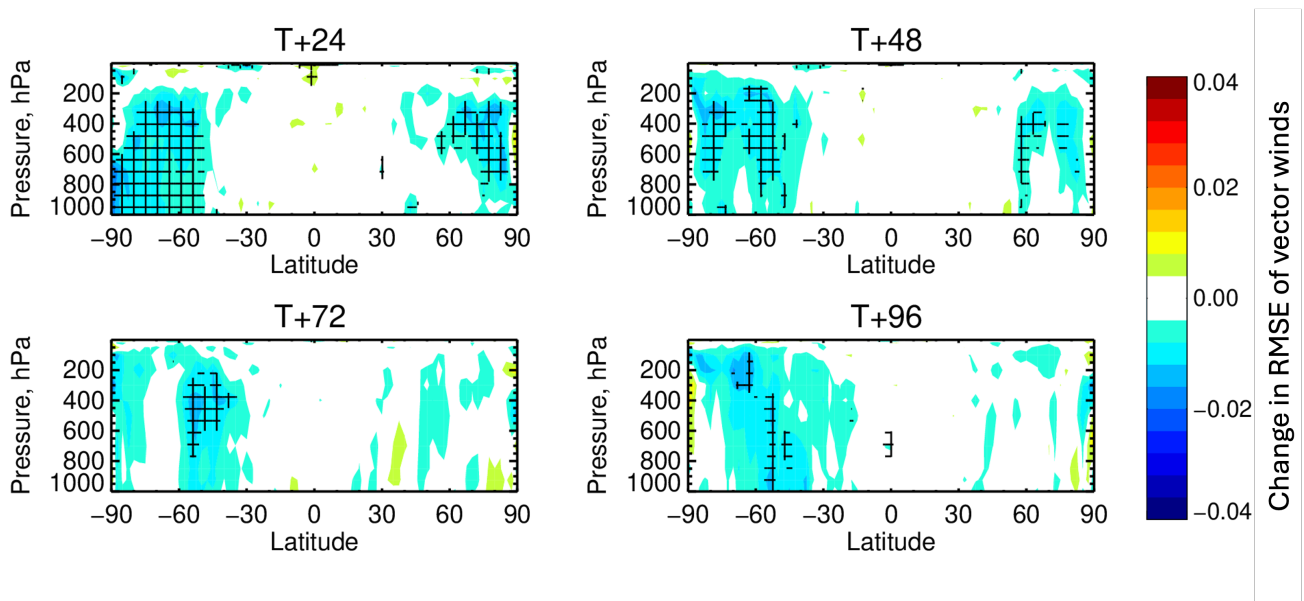 T+24
Pressure, hPa
200
400
600
800
1000
−90 −60 −30 0 30 60 90
Latitude
T+48
Pressure, hPa
200
400
600
800
1000
−90 −60 −30 0 30 60 90
Latitude
T+72
Pressure, hPa
200
400
600
800
1000
−90 −60 −30 0 30 60 90
Latitude
T+96
Pressure, hPa
200
400
600
800
1000
−90 −60 −30 0 30 60 90
Latitude
0.04
0.02
0.00
−0.02
−0.04
Change in RMSE of vector winds